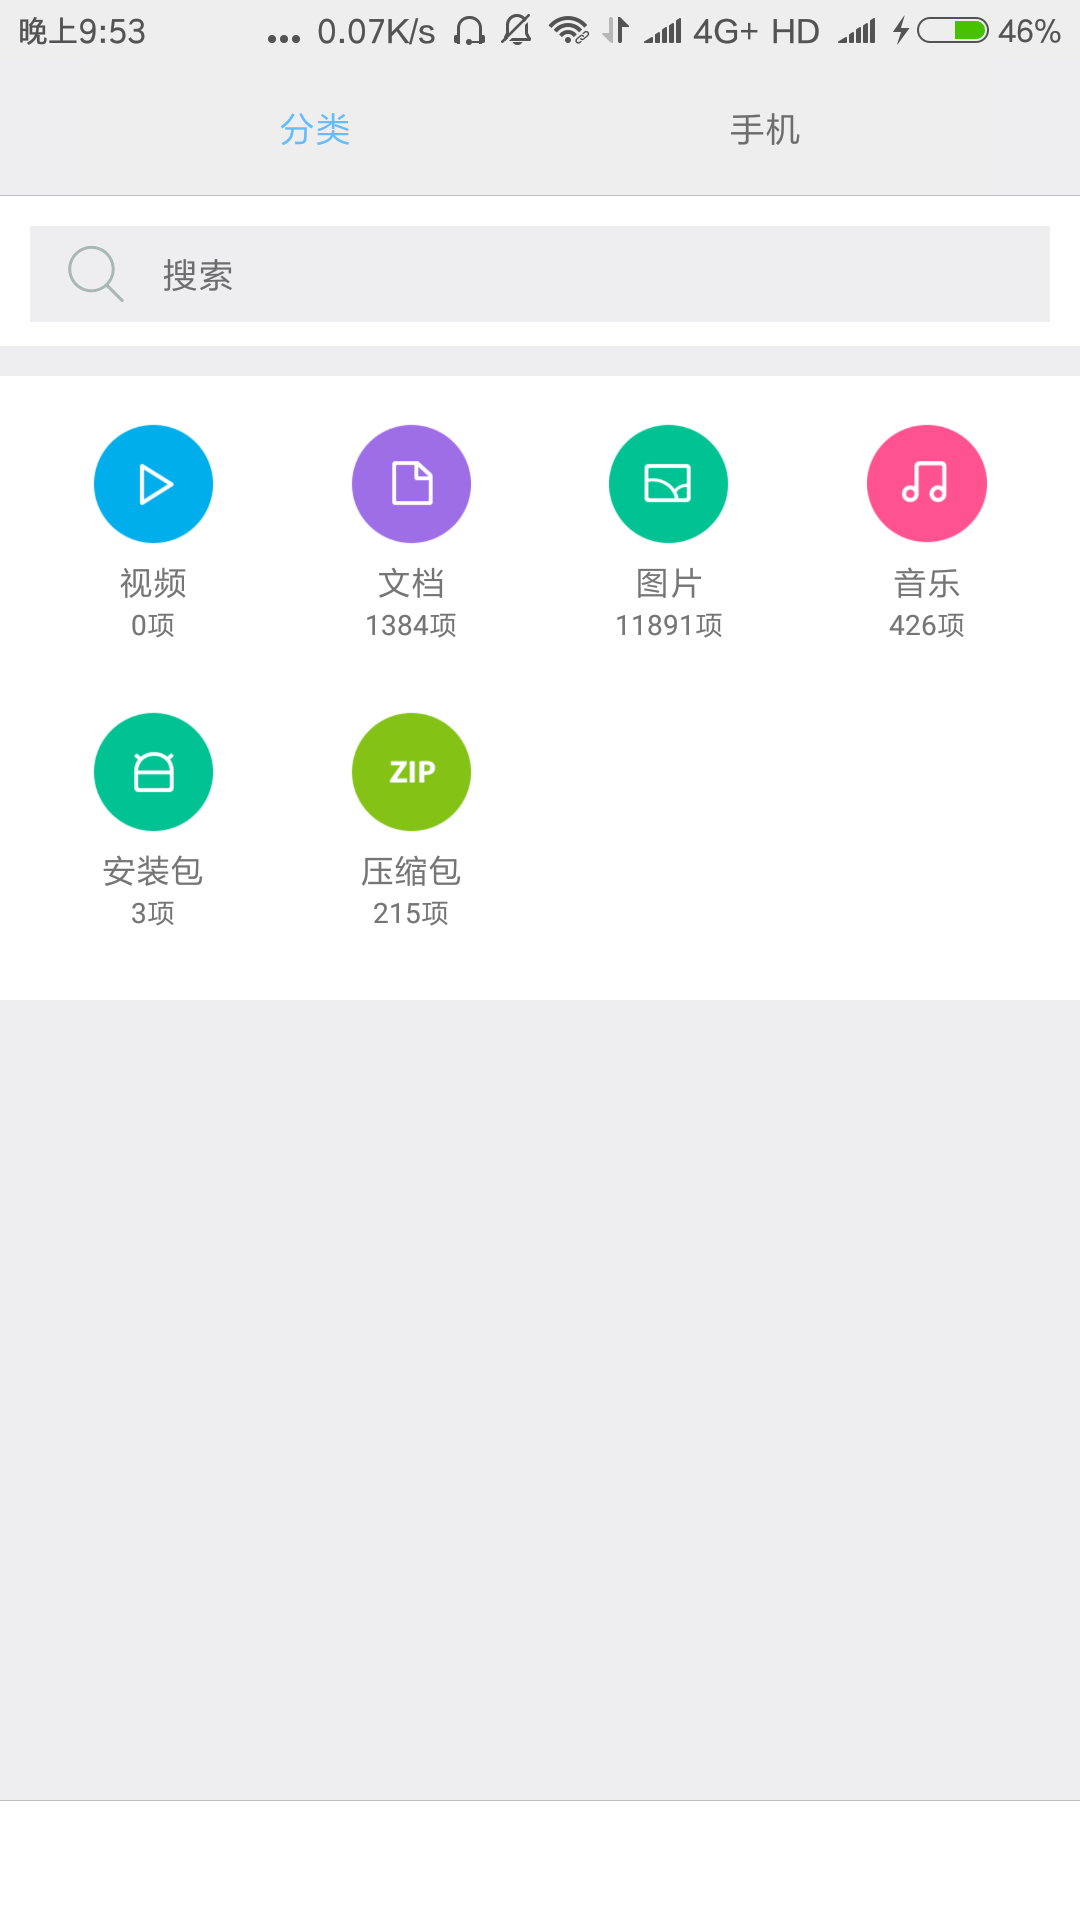 晚上9:53 ... 0.07K/s 4G+ HD 46%
分类 手机
搜索
视频 文档 图片 音乐
0项 1384项 11891项 426项
ZIP
安装包 压缩包
3项 215项